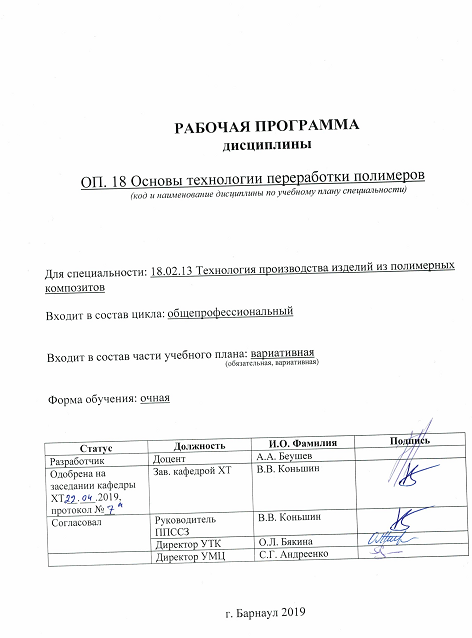 РАБОЧАЯ ПРОГРАММА
дисциплины
ОП. 18 Основы технологии переработки полимеров
(код и наименование дисциплины по учебному плану специальности)
Для специальности: 18.02.13 Технология производства изделий из полимерных
композитов
Входит в состав цикла: общепрофессиональный
Входит в состав части учебного плана: вариативная
(обязательная, вариативная)
Форма обучения: очная
Статус Должность И.О. Фамилия Подпись
Разработчик Доцент А.А. Беушев
Одобрена на Зав. кафедрой ХТ В.В. Коньшин
заседании кафедры
ХТ 29.04.2019,
протокол № 7
Согласовал Руководитель В.В. Коньшин
ППССЗ
Директор УТК О.Л. Бякина
Директор УМЦ С.Г. Андреенко
г. Барнаул 2019